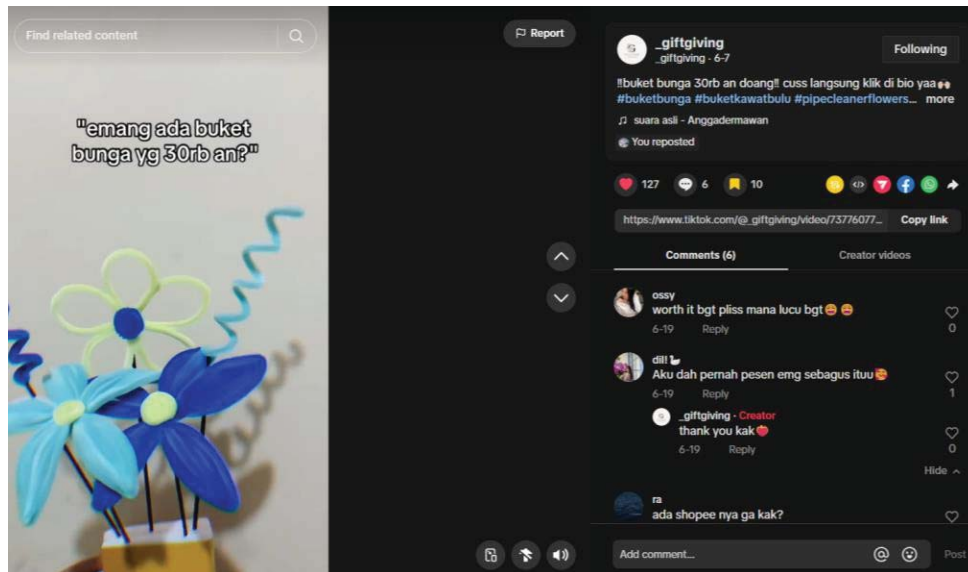 Find related content
Report
"emang ada buket
bunga yg 30rb an?"
_giftgiving
_giftgiving · 6-7
Following
‼buket bunga 30rb an doang‼ cuss langsung klik di bio yaa🙌🏻
#buketbunga #buketkawatbulu #pipecleanerflowers... more
♫ suara asli - Anggadermawan
You reposted
127 6 10
https://www.tiktok.com/@_giftgiving/video/73776077... Copy link
Comments (6) Creator videos
ossy
worth it bgt pliss mana lucu bgt😩😩
6-19 Reply
0
dil! 🦢
Aku dah pernah pesen emg sebagus ituu🥰
6-19 Reply
1
_giftgiving · Creator
thank you kak❤️
6-19 Reply
0
Hide
ra
ada shopee nya ga kak?
Add comment...
Post